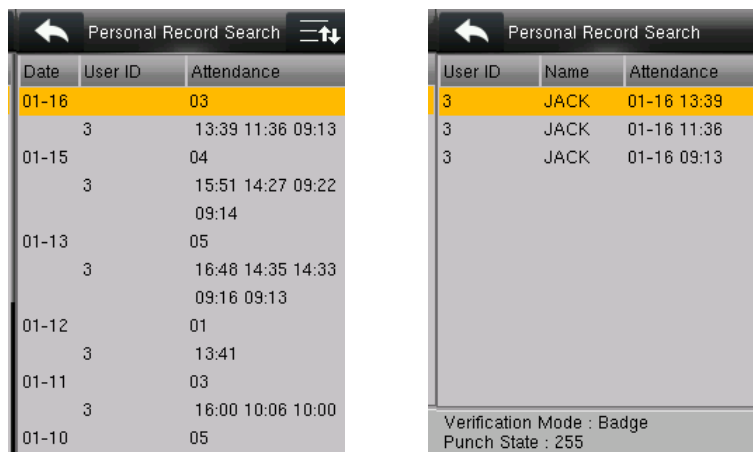 Personal Record Search
Date User ID Attendance
01-16 03
3 13:39 11:36 09:13
01-15 04
3 15:51 14:27 09:22
09:14
01-13 05
3 16:48 14:35 14:33
09:16 09:13
01-12 01
3 13:41
01-11 03
3 16:00 10:06 10:00
01-10 05
Personal Record Search
User ID Name Attendance
3 JACK 01-16 13:39
3 JACK 01-16 11:36
3 JACK 01-16 09:13
Verification Mode : Badge
Punch State : 255